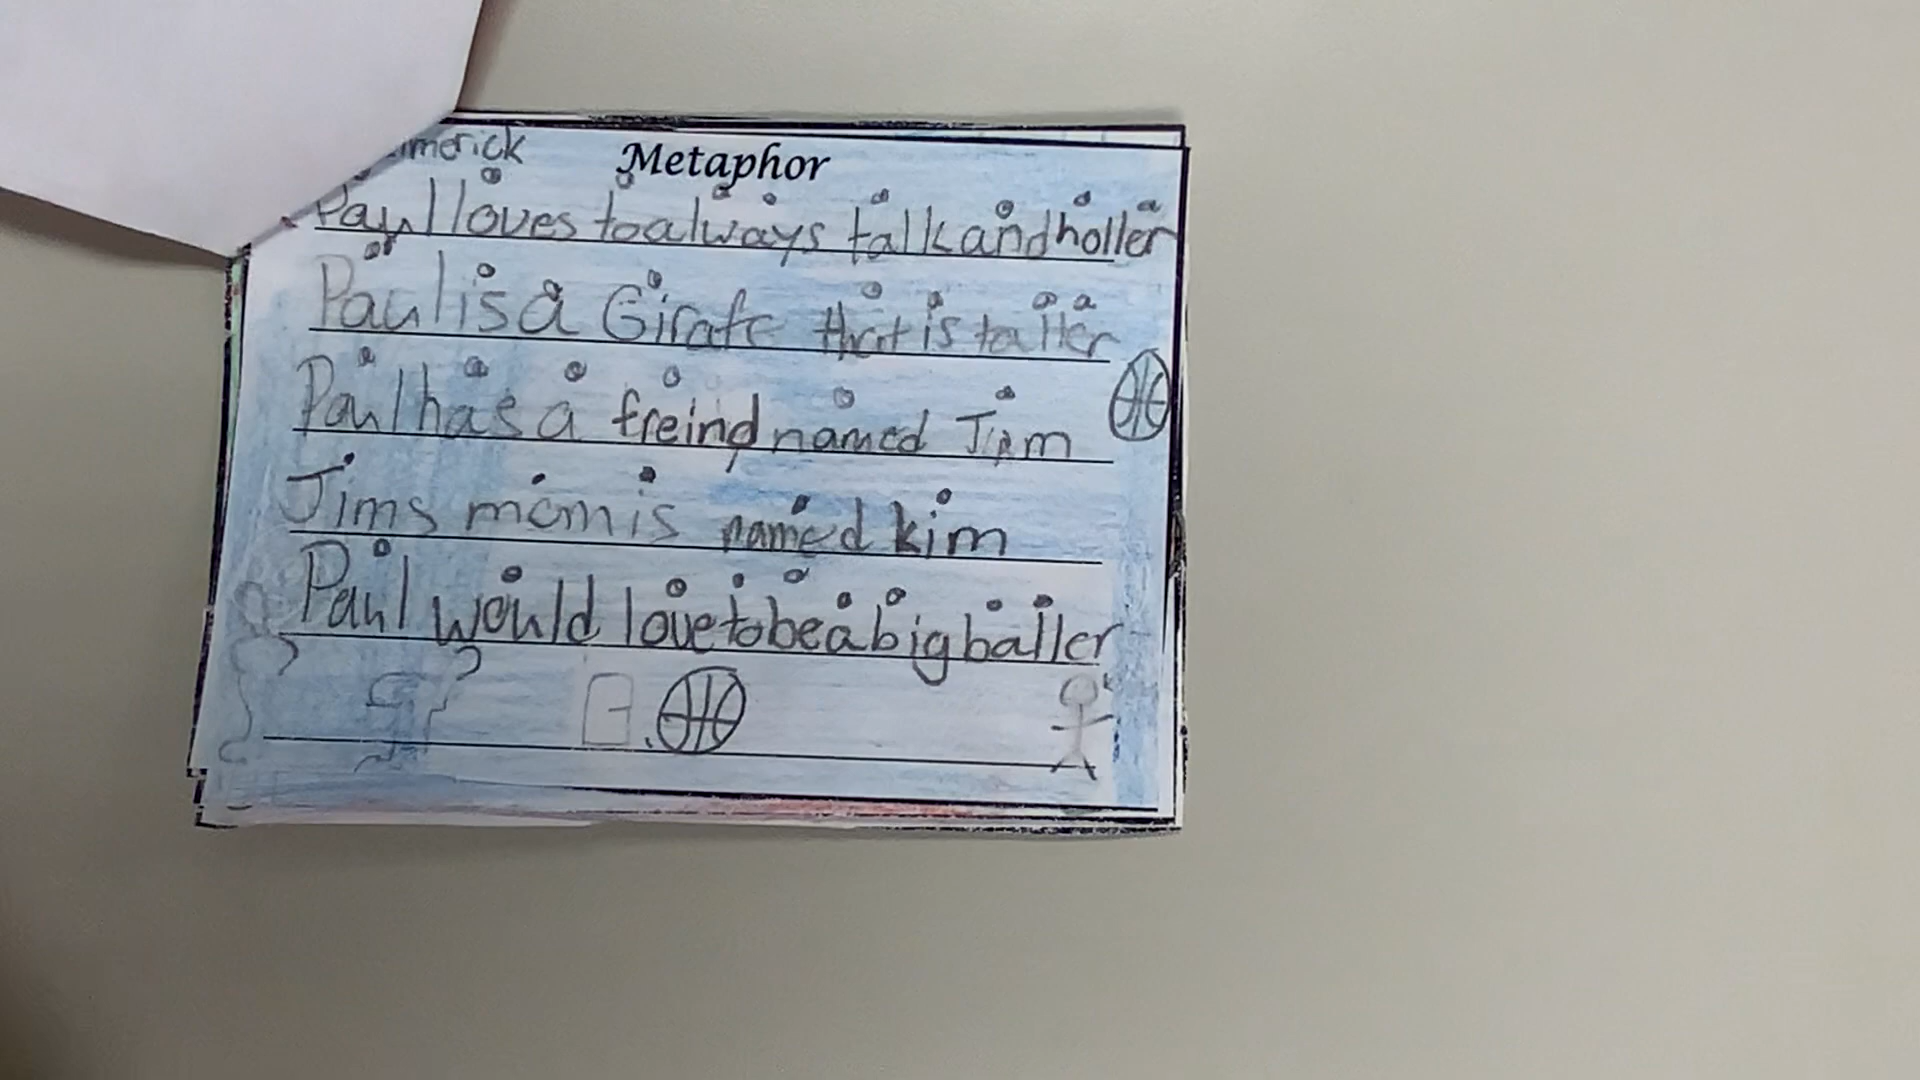 imerick
Metaphor
Paul loves to always talk and holler
Paul is a Girafe that is taller
Paul has a freind named Jim
Jims mom is named kim
Paul would love to be a big baller